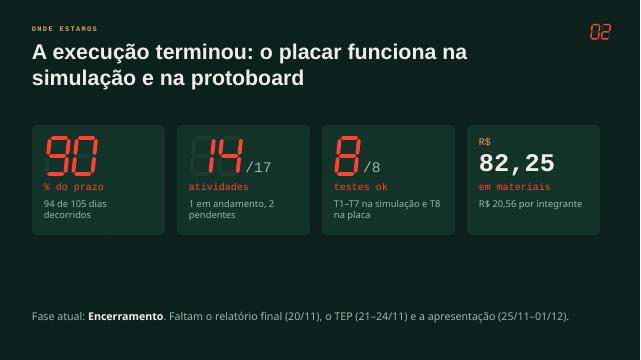 ONDE ESTAMOS
02
A execução terminou: o placar funciona na
simulação e na protoboard
90
% do prazo
94 de 105 dias
decorridos
14/17
atividades
1 em andamento, 2
pendentes
8/8
testes ok
T1–T7 na simulação e T8
na placa
R$
82,25
em materiais
R$ 20,56 por integrante
Fase atual: Encerramento. Faltam o relatório final (20/11), o TEP (21–24/11) e a apresentação (25/11–01/12).